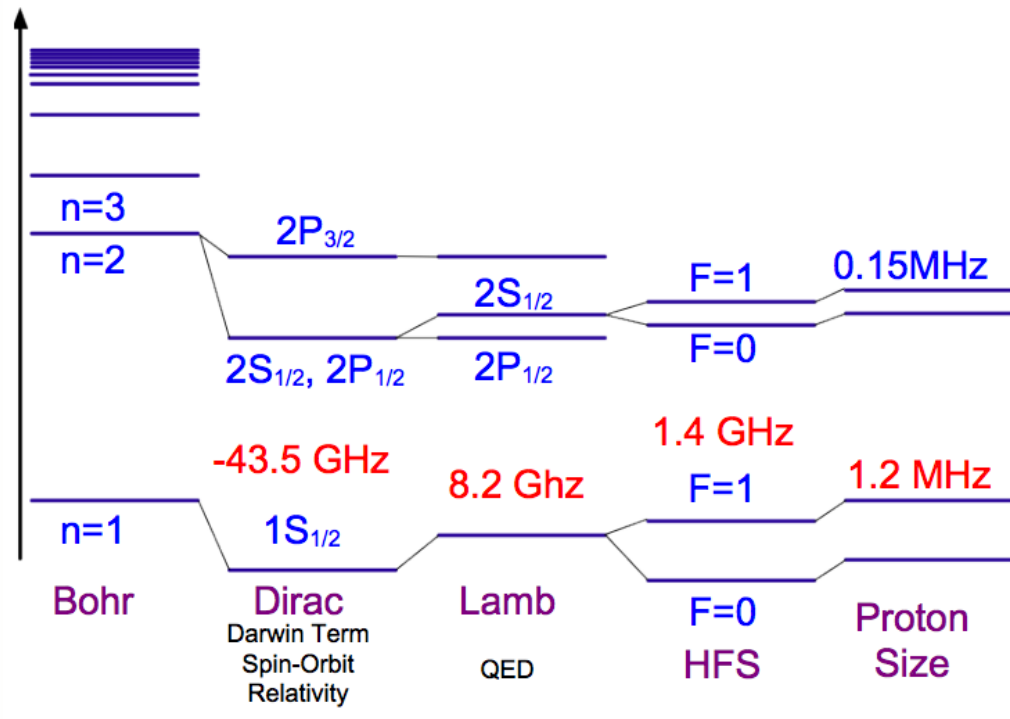 n=3
n=2
n=1
Bohr
2P3/2
2S1/2, 2P1/2
-43.5 GHz
1S1/2
Dirac
Darwin Term
Spin-Orbit
Relativity
2S1/2
2P1/2
8.2 Ghz
Lamb
QED
F=1
F=0
1.4 GHz
F=1
F=0
HFS
0.15MHz
1.2 MHz
Proton
Size